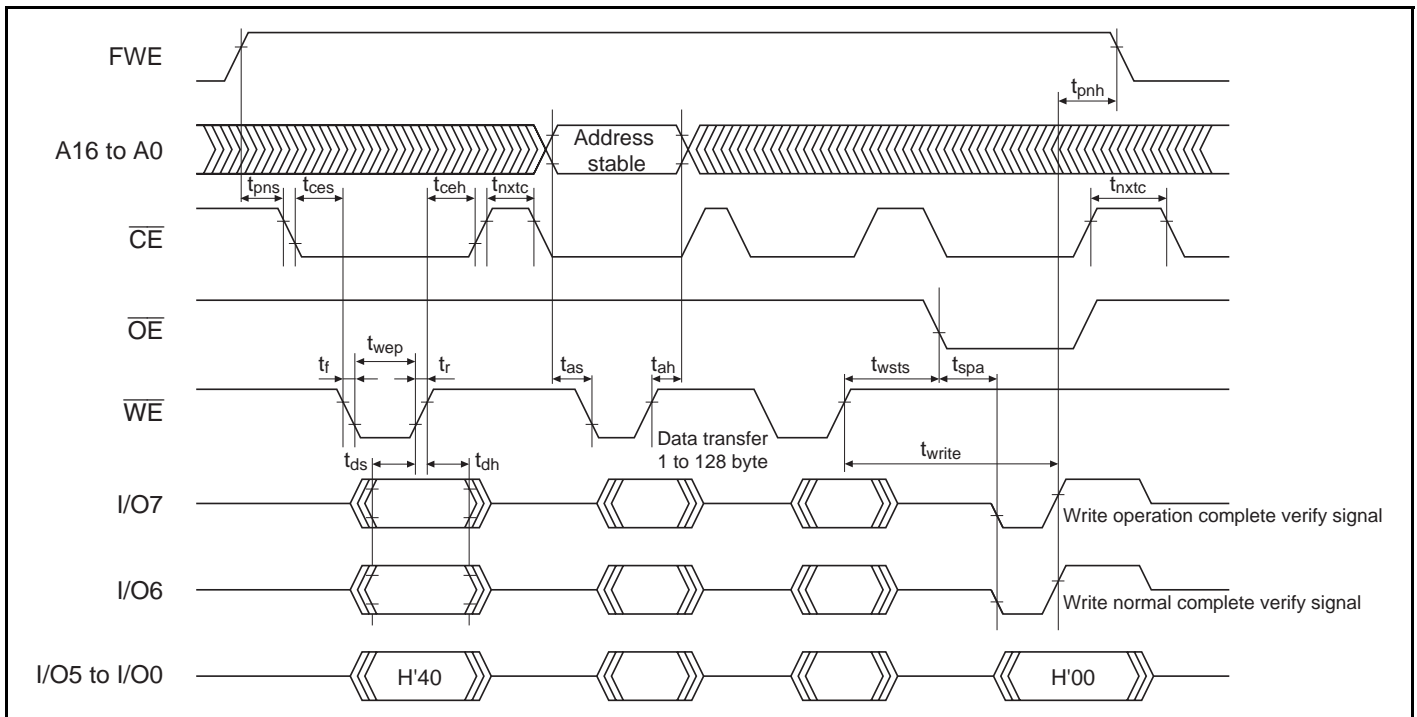 FWE
tpnh
A16 to A0
Address
stable
tpns
tces
tceh
tnxtc
tnxtc
CE
OE
twep
tf
tr
tas
tah
twsts
tspa
WE
Data transfer
1 to 128 byte
twrite
tds
tdh
I/O7
Write operation complete verify signal
I/O6
Write normal complete verify signal
I/O5 to I/O0
H'40
H'00